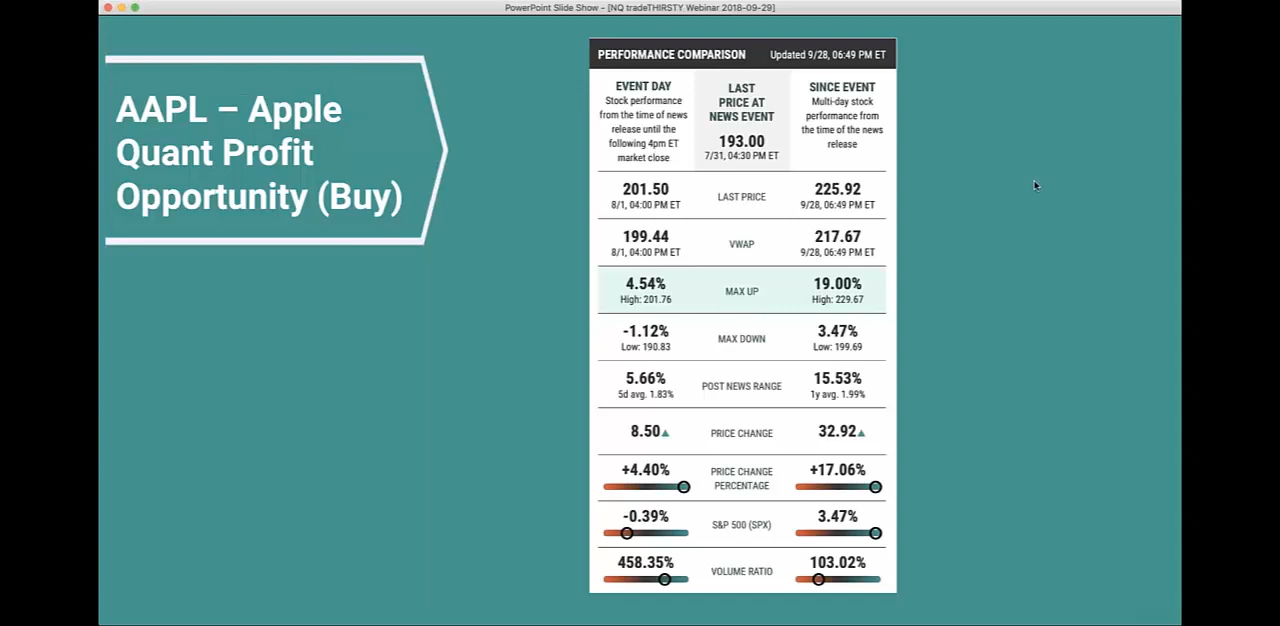 PowerPoint Slide Show - [NQ tradeTHIRSTY Webinar 2018-09-29]
AAPL – Apple
Quant Profit
Opportunity (Buy)
PERFORMANCE COMPARISON Updated 9/28, 06:49 PM ET
EVENT DAY
Stock performance
from the time of news
release until the
following 4pm ET
market close
LAST
PRICE AT
NEWS EVENT
193.00
7/31, 04:30 PM ET
SINCE EVENT
Multi-day stock
performance from
the time of the news
release
201.50 LAST PRICE 225.92
8/1, 04:00 PM ET 9/28, 06:49 PM ET
199.44 VWAP 217.67
8/1, 04:00 PM ET 9/28, 06:49 PM ET
4.54% MAX UP 19.00%
High: 201.76 High: 229.67
-1.12% MAX DOWN 3.47%
Low: 190.83 Low: 199.69
5.66% POST NEWS RANGE 15.53%
5d avg. 1.83% 1y avg. 1.99%
8.50▲ PRICE CHANGE 32.92▲
+4.40% PRICE CHANGE +17.06%
PERCENTAGE
-0.39% S&P 500 (SPX) 3.47%
458.35% VOLUME RATIO 103.02%